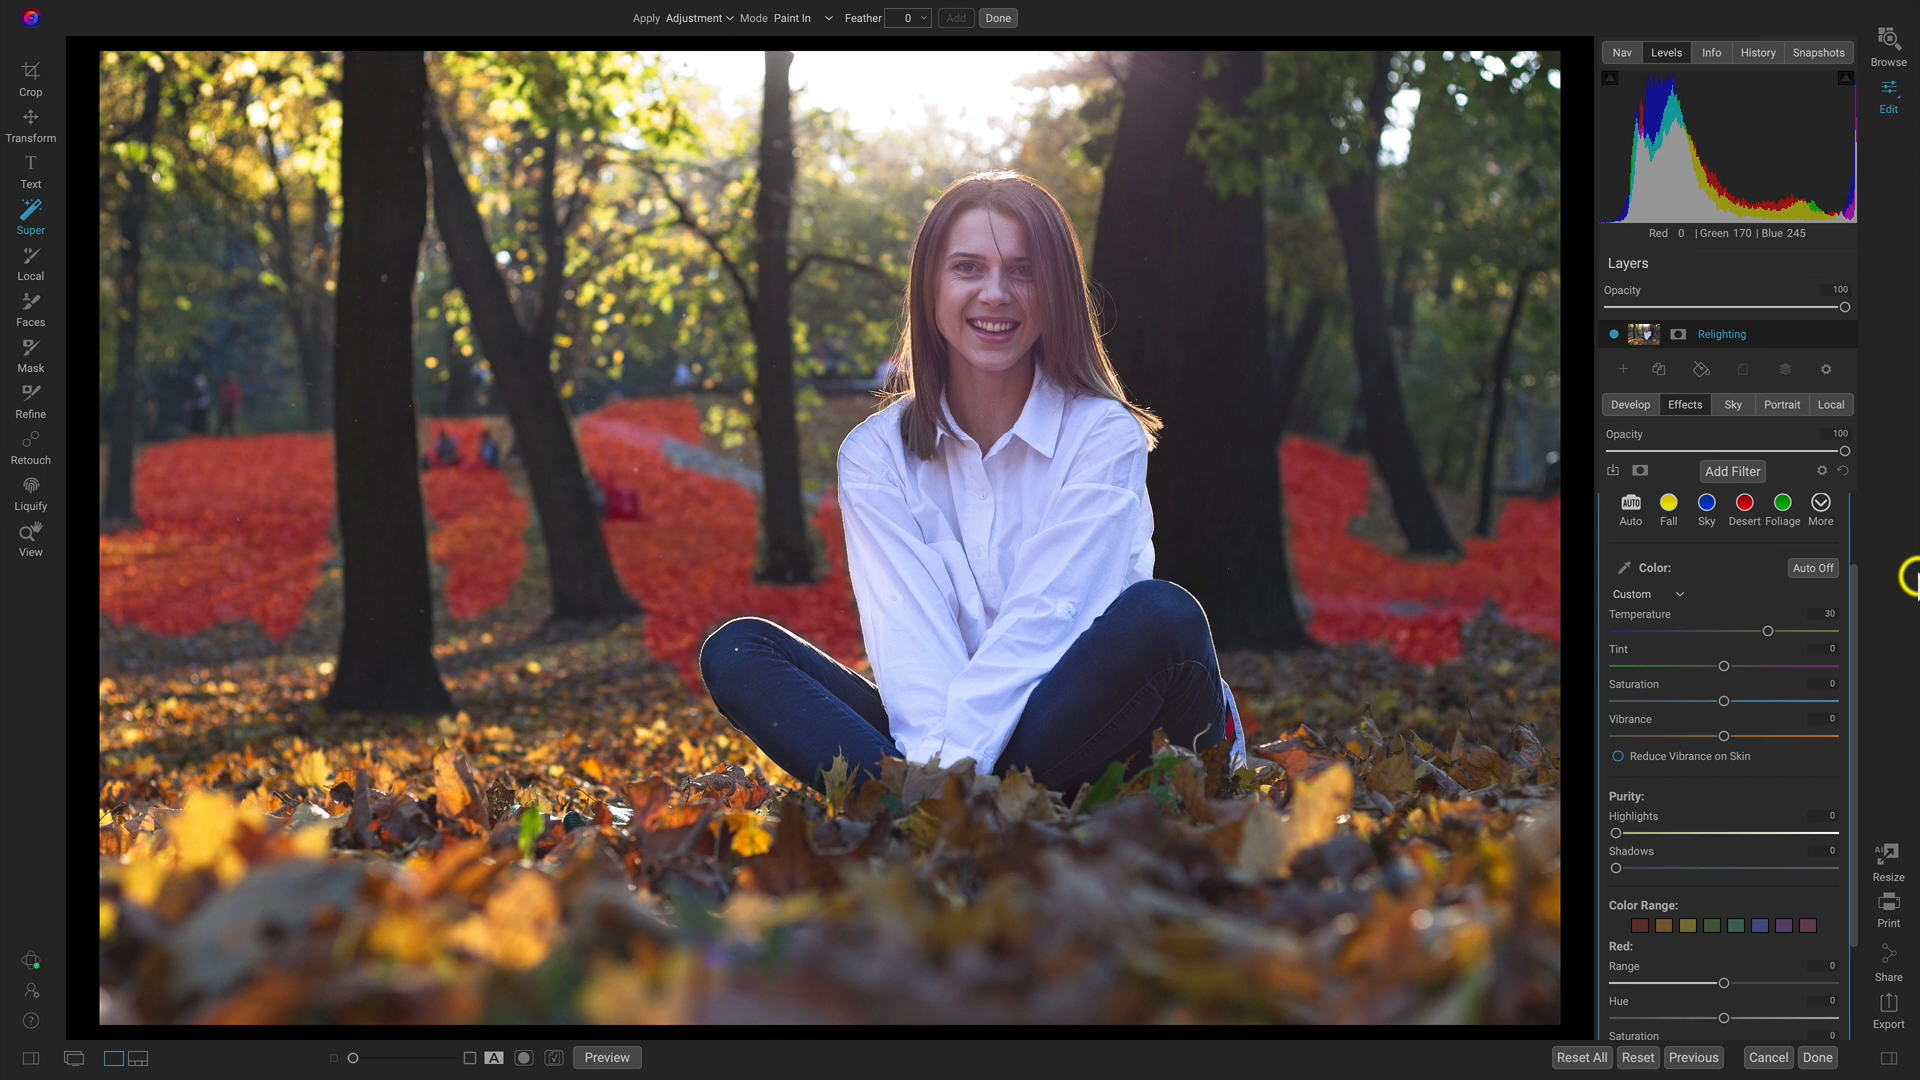 Apply Adjustment Mode Paint In Feather 0 Add Done
Crop
Transform
Text
Super
Local
Faces
Mask
Refine
Retouch
Liquify
View
Nav Levels Info History Snapshots
Red 0 | Green 170 | Blue 245
Layers
Opacity 100
Relighting
Develop Effects Sky Portrait Local
Opacity 100
Add Filter
AUTO
Auto Fall Sky Desert Foliage More
Color: Auto Off
Custom
Temperature 30
Tint 0
Saturation 0
Vibrance 0
Reduce Vibrance on Skin
Purity:
Highlights 0
Shadows 0
Color Range:
Red:
Range 0
Hue 0
Saturation 0
Browse
Edit
AI
Resize
Print
Share
Export
A Preview
Reset All Reset Previous Cancel Done